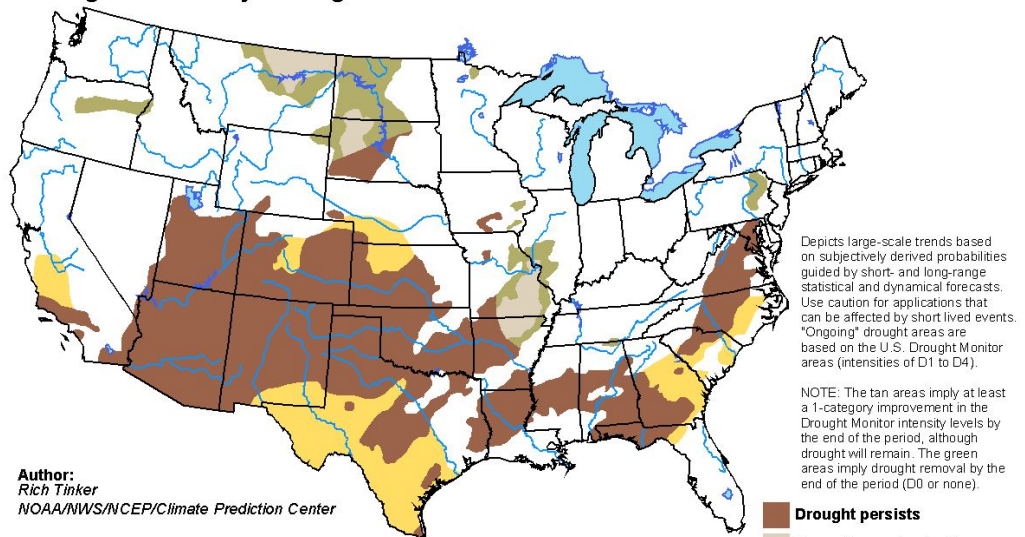 Depicts large-scale trends based
on subjectively derived probabilities
guided by short- and long-range
statistical and dynamical forecasts.
Use caution for applications that
can be affected by short lived events.
"Ongoing" drought areas are
based on the U.S. Drought Monitor
areas (intensities of D1 to D4).
NOTE: The tan areas imply at least
a 1-category improvement in the
Drought Monitor intensity levels by
the end of the period, although
drought will remain. The green
areas imply drought removal by the
end of the period (D0 or none).
Author:
Rich Tinker
NOAA/NWS/NCEP/Climate Prediction Center
Drought persists